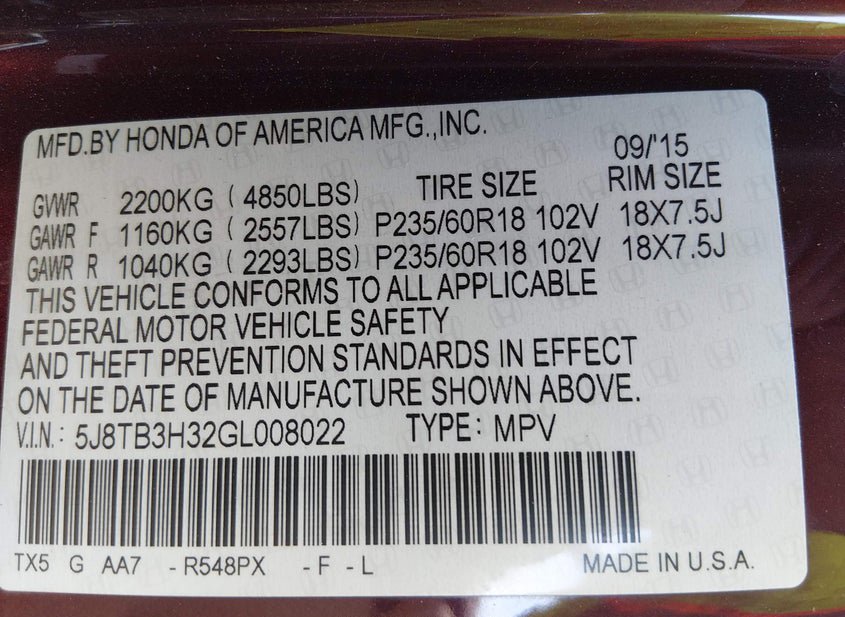 MFD.BY HONDA OF AMERICA MFG.,INC.
09/'15
GVWR 2200KG ( 4850LBS) TIRE SIZE RIM SIZE
GAWR F 1160KG ( 2557LBS) P235/60R18 102V 18X7.5J
GAWR R 1040KG ( 2293LBS) P235/60R18 102V 18X7.5J
THIS VEHICLE CONFORMS TO ALL APPLICABLE
FEDERAL MOTOR VEHICLE SAFETY
AND THEFT PREVENTION STANDARDS IN EFFECT
ON THE DATE OF MANUFACTURE SHOWN ABOVE.
V.I.N.: 5J8TB3H32GL008022 TYPE: MPV
TX5 G AA7 - R548PX - F - L MADE IN U.S.A.